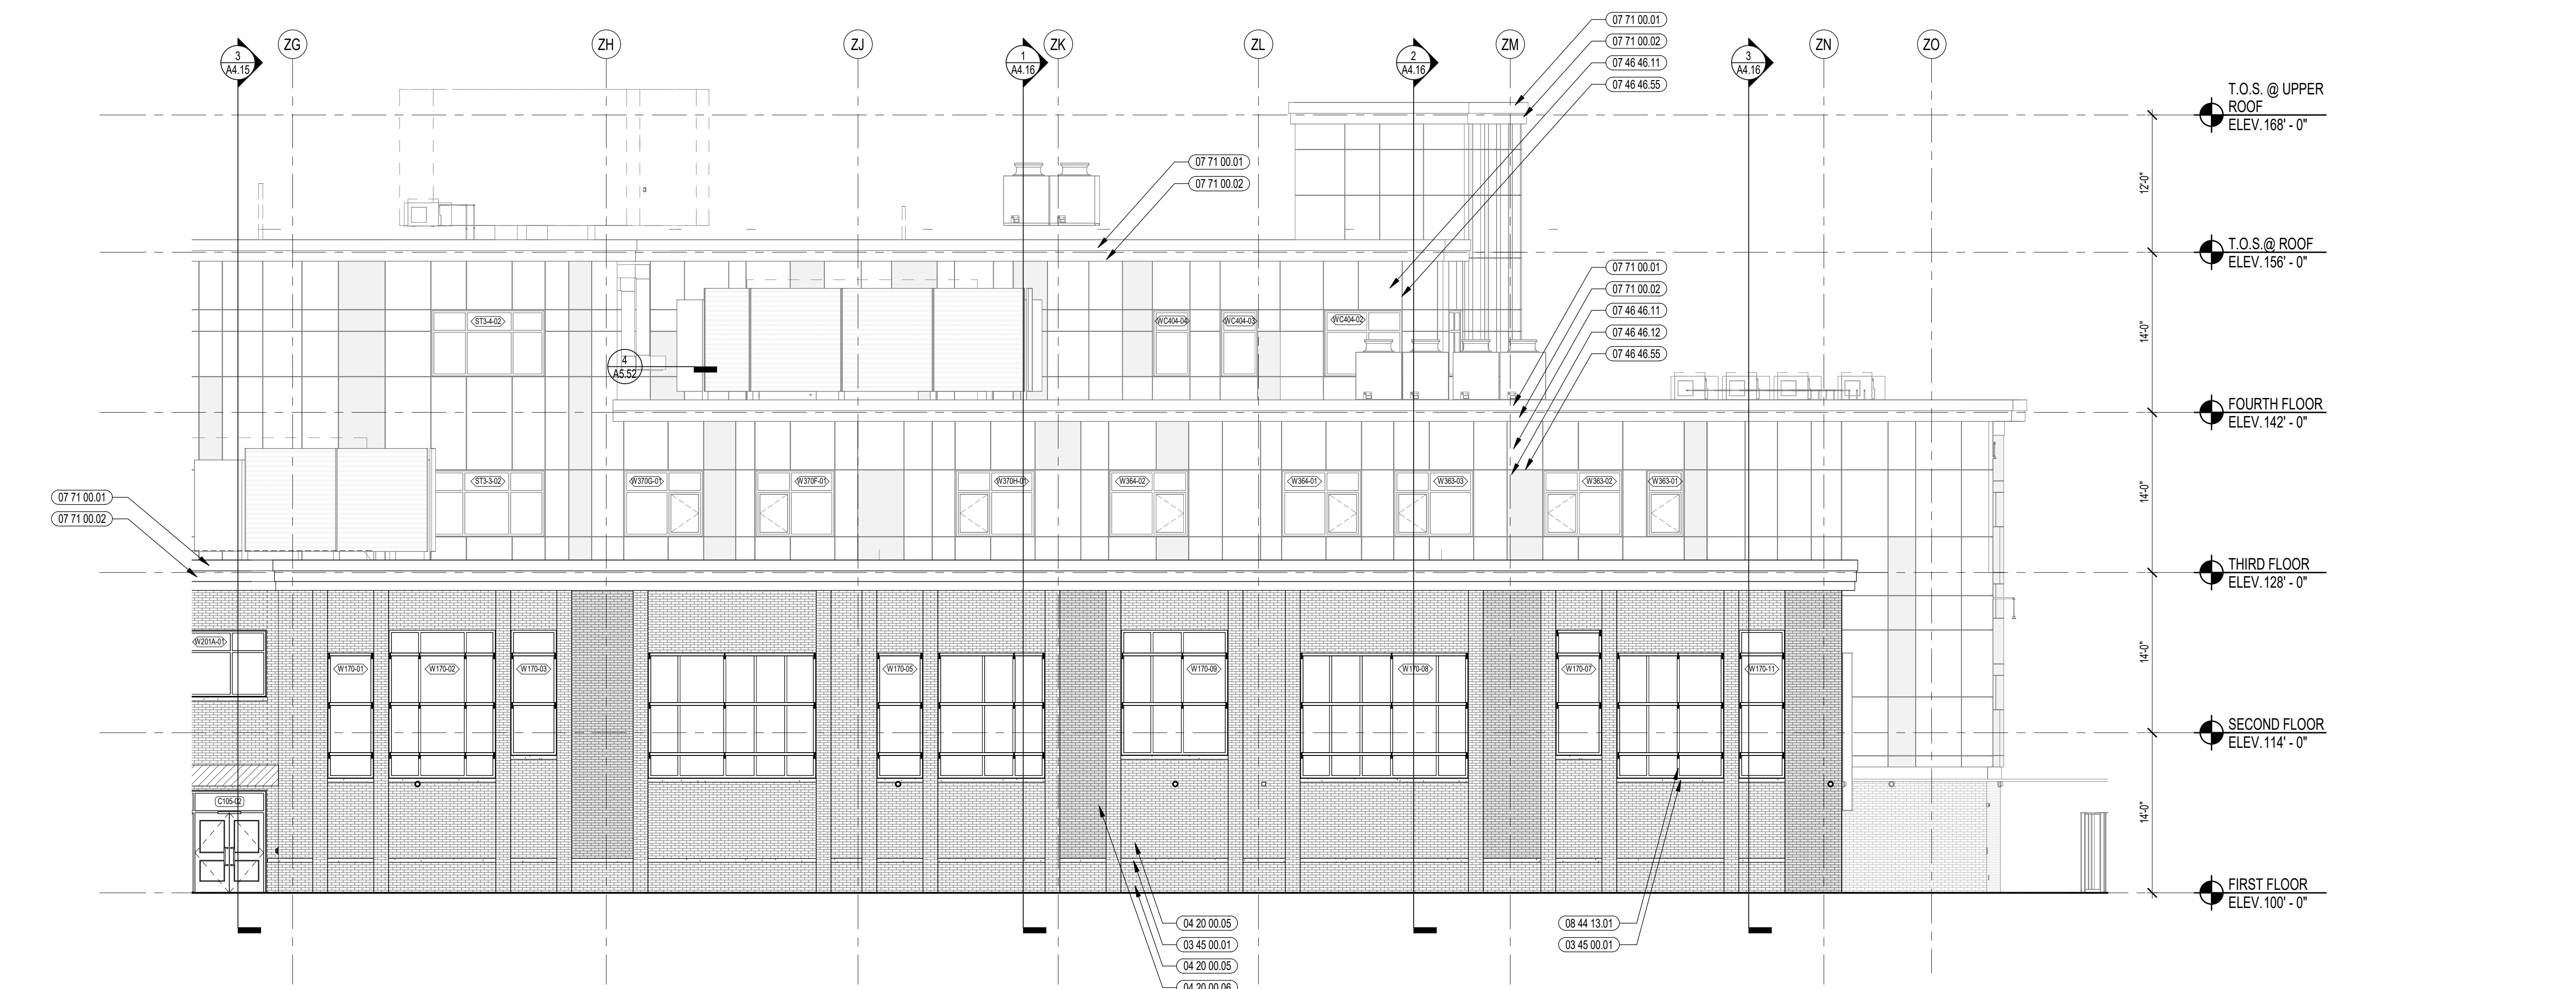 07 71 00.01
ZG
ZH
ZJ
ZK
ZL
ZM
ZN
ZO
07 71 00.02
3
A4.15
1
A4.16
2
A4.16
3
A4.16
07 46 46.11
07 46 46.55
T.O.S. @ UPPER
ROOF
ELEV.168' - 0"
07 71 00.01
07 71 00.02
12'-0"
T.O.S.@ ROOF
ELEV.156' - 0"
07 71 00.01
07 71 00.02
07 46 46.11
07 46 46.12
07 46 46.55
ST3-4-02
WC404-04
WC404-03
WC404-02
14'-0"
4
A5.52
FOURTH FLOOR
ELEV.142' - 0"
ST3-3-02
W370G-01
W370F-01
W370H-01
W364-02
W364-01
W363-03
W363-02
W363-01
14'-0"
07 71 00.01
07 71 00.02
THIRD FLOOR
ELEV.128' - 0"
W201A-01
W170-01
W170-02
W170-03
W170-05
W170-09
W170-08
W170-07
W170-11
14'-0"
SECOND FLOOR
ELEV.114' - 0"
C105-02
14'-0"
FIRST FLOOR
ELEV.100' - 0"
04 20 00.05
03 45 00.01
04 20 00.05
04 20 00.06
08 44 13.01
03 45 00.01